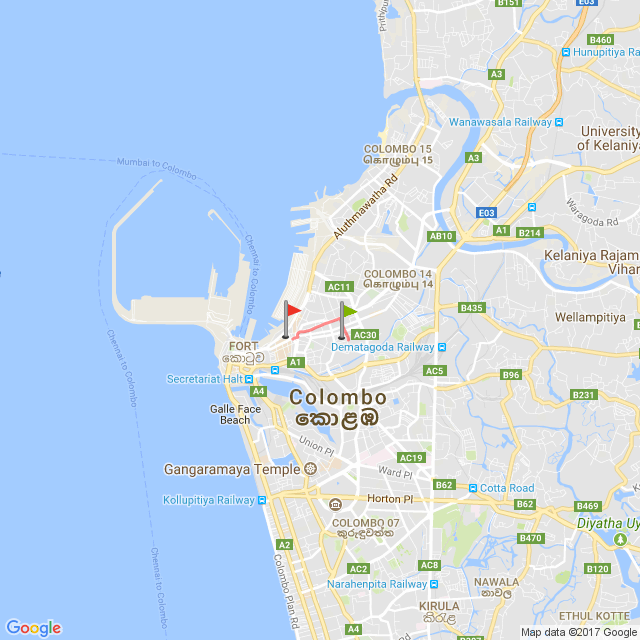 B151
E03
Prithipura
B460
Hunupitiya Ra
A3
Wanawasala Railway
University
of Kelaniya
COLOMBO 15
கொழும்பு 15
A3
Mumbai to Colombo
Aluthmawatha Rd
E03
Waragoda Rd
A1
B214
AB10
Chennai to Colombo
Kelaniya Rajam
Vihar
COLOMBO 14
கொழும்பு 14
AC11
B435
Wellampitiya
AC30
FORT
කොටුව
Dematagoda Railway
A1
AC5
B96
Secretariat Halt
A4
B231
Colombo
කොළඹ
Galle Face
Beach
Chennai to Colombo
Union Pl
AC19
Gangaramaya Temple
Ward Pl
B62
Cotta Road
Kollupitiya Railway
Horton Pl
B62
B469
COLOMBO 07
කුරුඳුවත්ත
Diyatha Uy
B470
A2
Colombo Plan Rd
AC2
AC8
B120
Narahenpita Railway
NAWALA
නාවල
Chennai to Colombo
KIRULA
කිරුළ
ETHUL KOTTE
A4
Google
Map data ©2017 Google